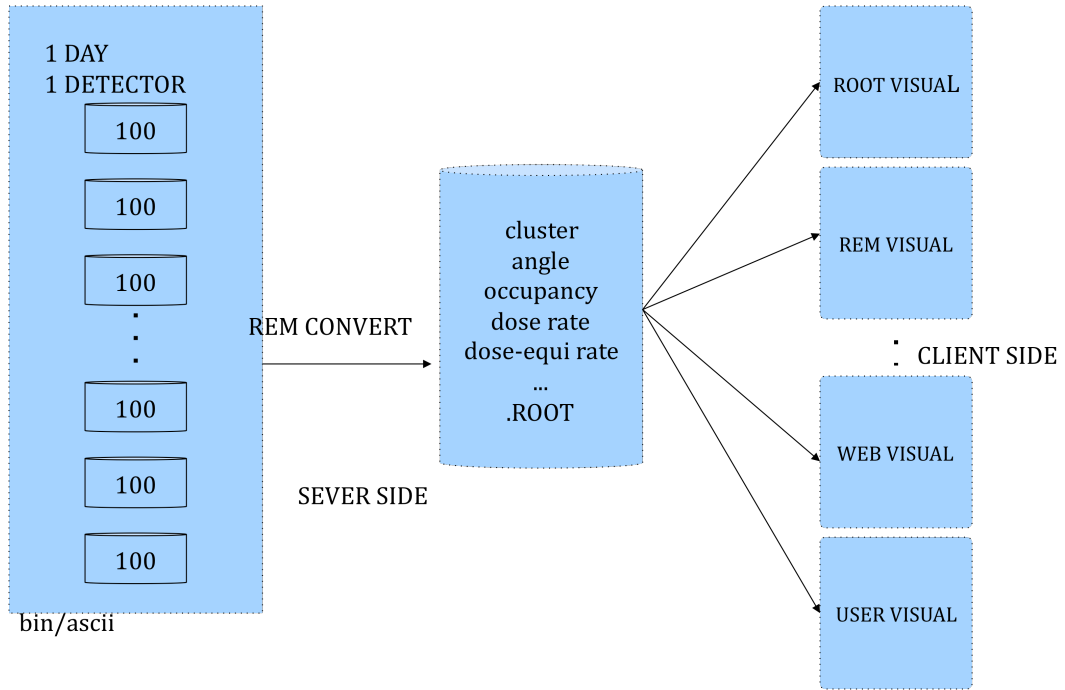 1 DAY
1 DETECTOR
100
100
100
100
100
100
bin/ascii
REM CONVERT
SEVER SIDE
cluster
angle
occupancy
dose rate
dose-equi rate
...
.ROOT
ROOT VISUAL
REM VISUAL
CLIENT SIDE
WEB VISUAL
USER VISUAL